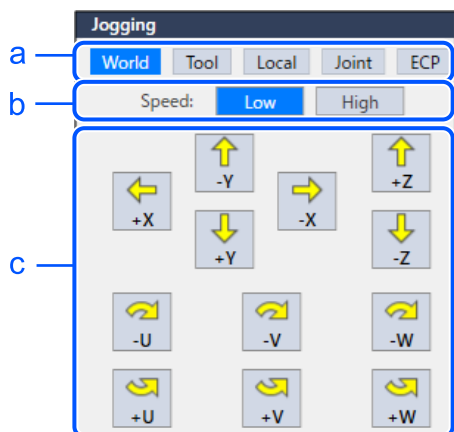 Jogging
a
World Tool Local Joint ECP
b
Speed: Low High
c
-Y +Z
+X -X
+Y -Z
-U -V -W
+U +V +W